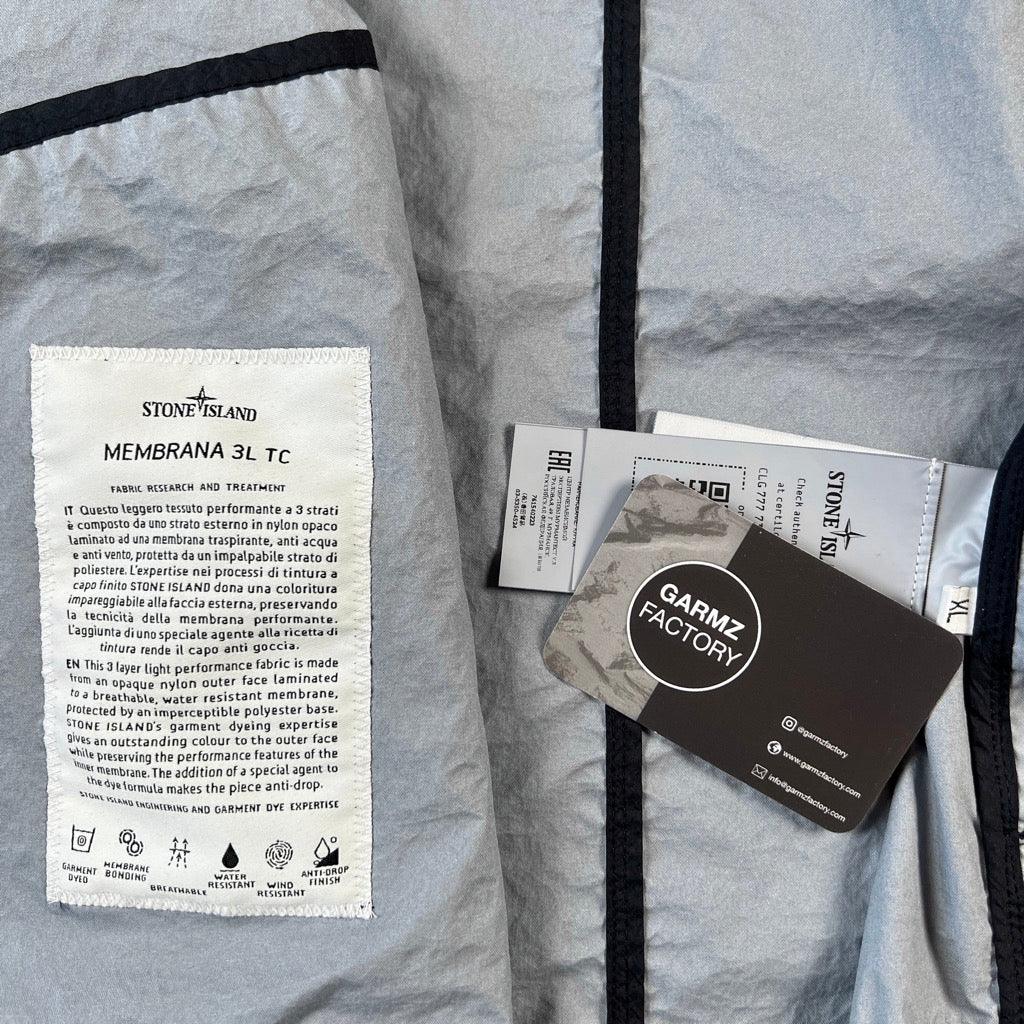 STONE ISLAND
MEMBRANA 3L TC
FABRIC RESEARCH AND TREATMENT
IT Questo leggero tessuto performante a 3 strati
è composto da uno strato esterno in nylon opaco
laminato ad una membrana traspirante, anti acqua
e anti vento, protetta da un impalpabile strato di
poliestere. L'expertise nei processi di tintura a
capo finito STONE ISLAND dona una coloritura
impareggiabile alla faccia esterna, preservando
la tecnicità della membrana performante.
L'aggiunta di uno speciale agente alla ricetta di
tintura rende il capo anti goccia.
EN This 3 layer light performance fabric is made
from an opaque nylon outer face laminated
to a breathable, water resistant membrane,
protected by an imperceptible polyester base.
STONE ISLAND's garment dyeing expertise
gives an outstanding colour to the outer face
while preserving the performance features of the
inner membrane. The addition of a special agent to
the dye formula makes the piece anti-drop.
STONE ISLAND ENGINEERING AND GARMENT DYE EXPERTISE
GARMENT
DYED
MEMBRANE
BONDING
BREATHABLE
WATER
RESISTANT
WIND
RESISTANT
ANTI-DROP
FINISH
EAC
STONE ISL
Check authen
at certilo
CLG 777 77
XL
GARMZ
FACTORY
@garmzfactory
www.garmzfactory.com
info@garmzfactory.com